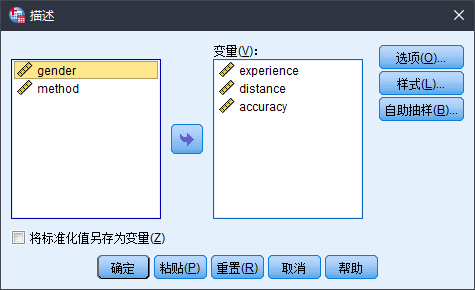 描述
变量(V):
gender
method
experience
distance
accuracy
选项(O)...
样式(L)...
自助抽样(B)...
将标准化值另存为变量(Z)
确定
粘贴(P)
重置(R)
取消
帮助